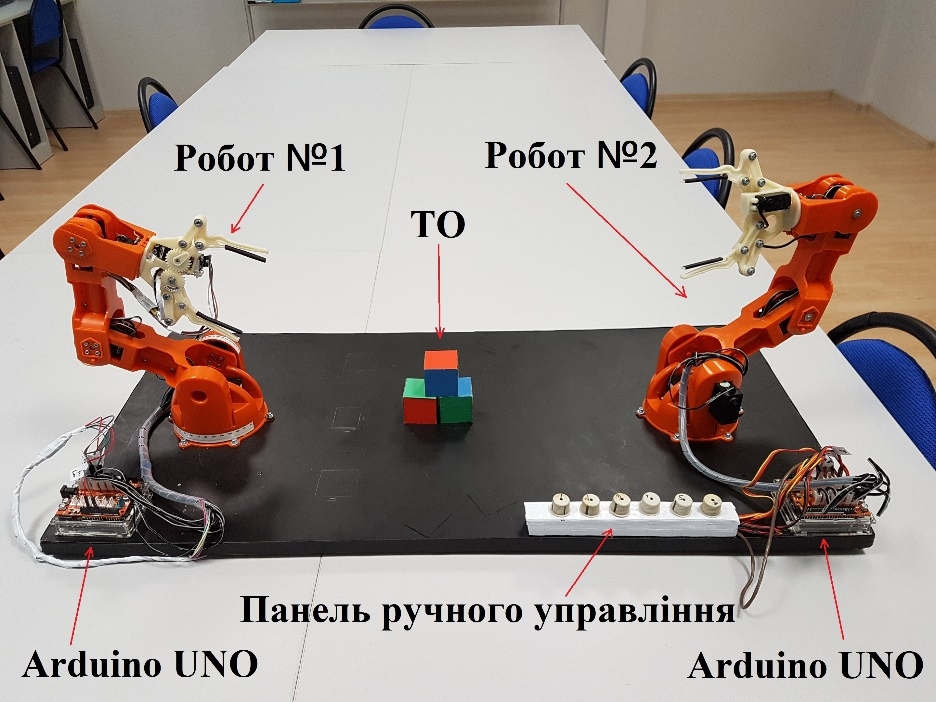 Робот №1
Робот №2
ТО
Панель ручного управління
Arduino UNO
Arduino UNO